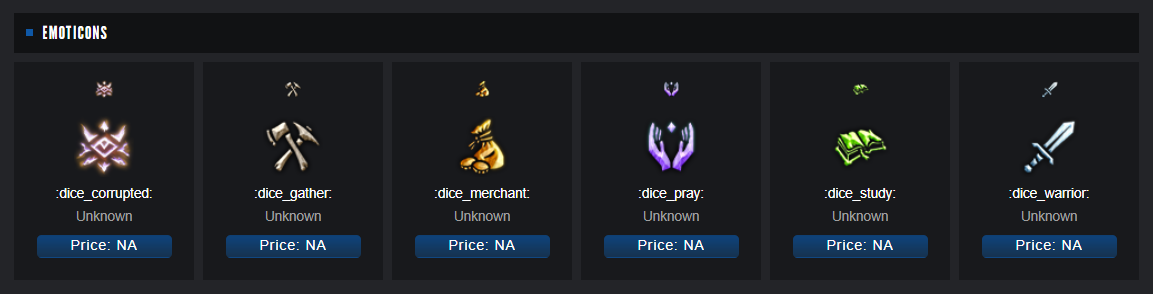 EMOTICONS
:dice_corrupted: :dice_gather: :dice_merchant: :dice_pray: :dice_study: :dice_warrior:
Unknown Unknown Unknown Unknown Unknown Unknown
Price: NA Price: NA Price: NA Price: NA Price: NA Price: NA